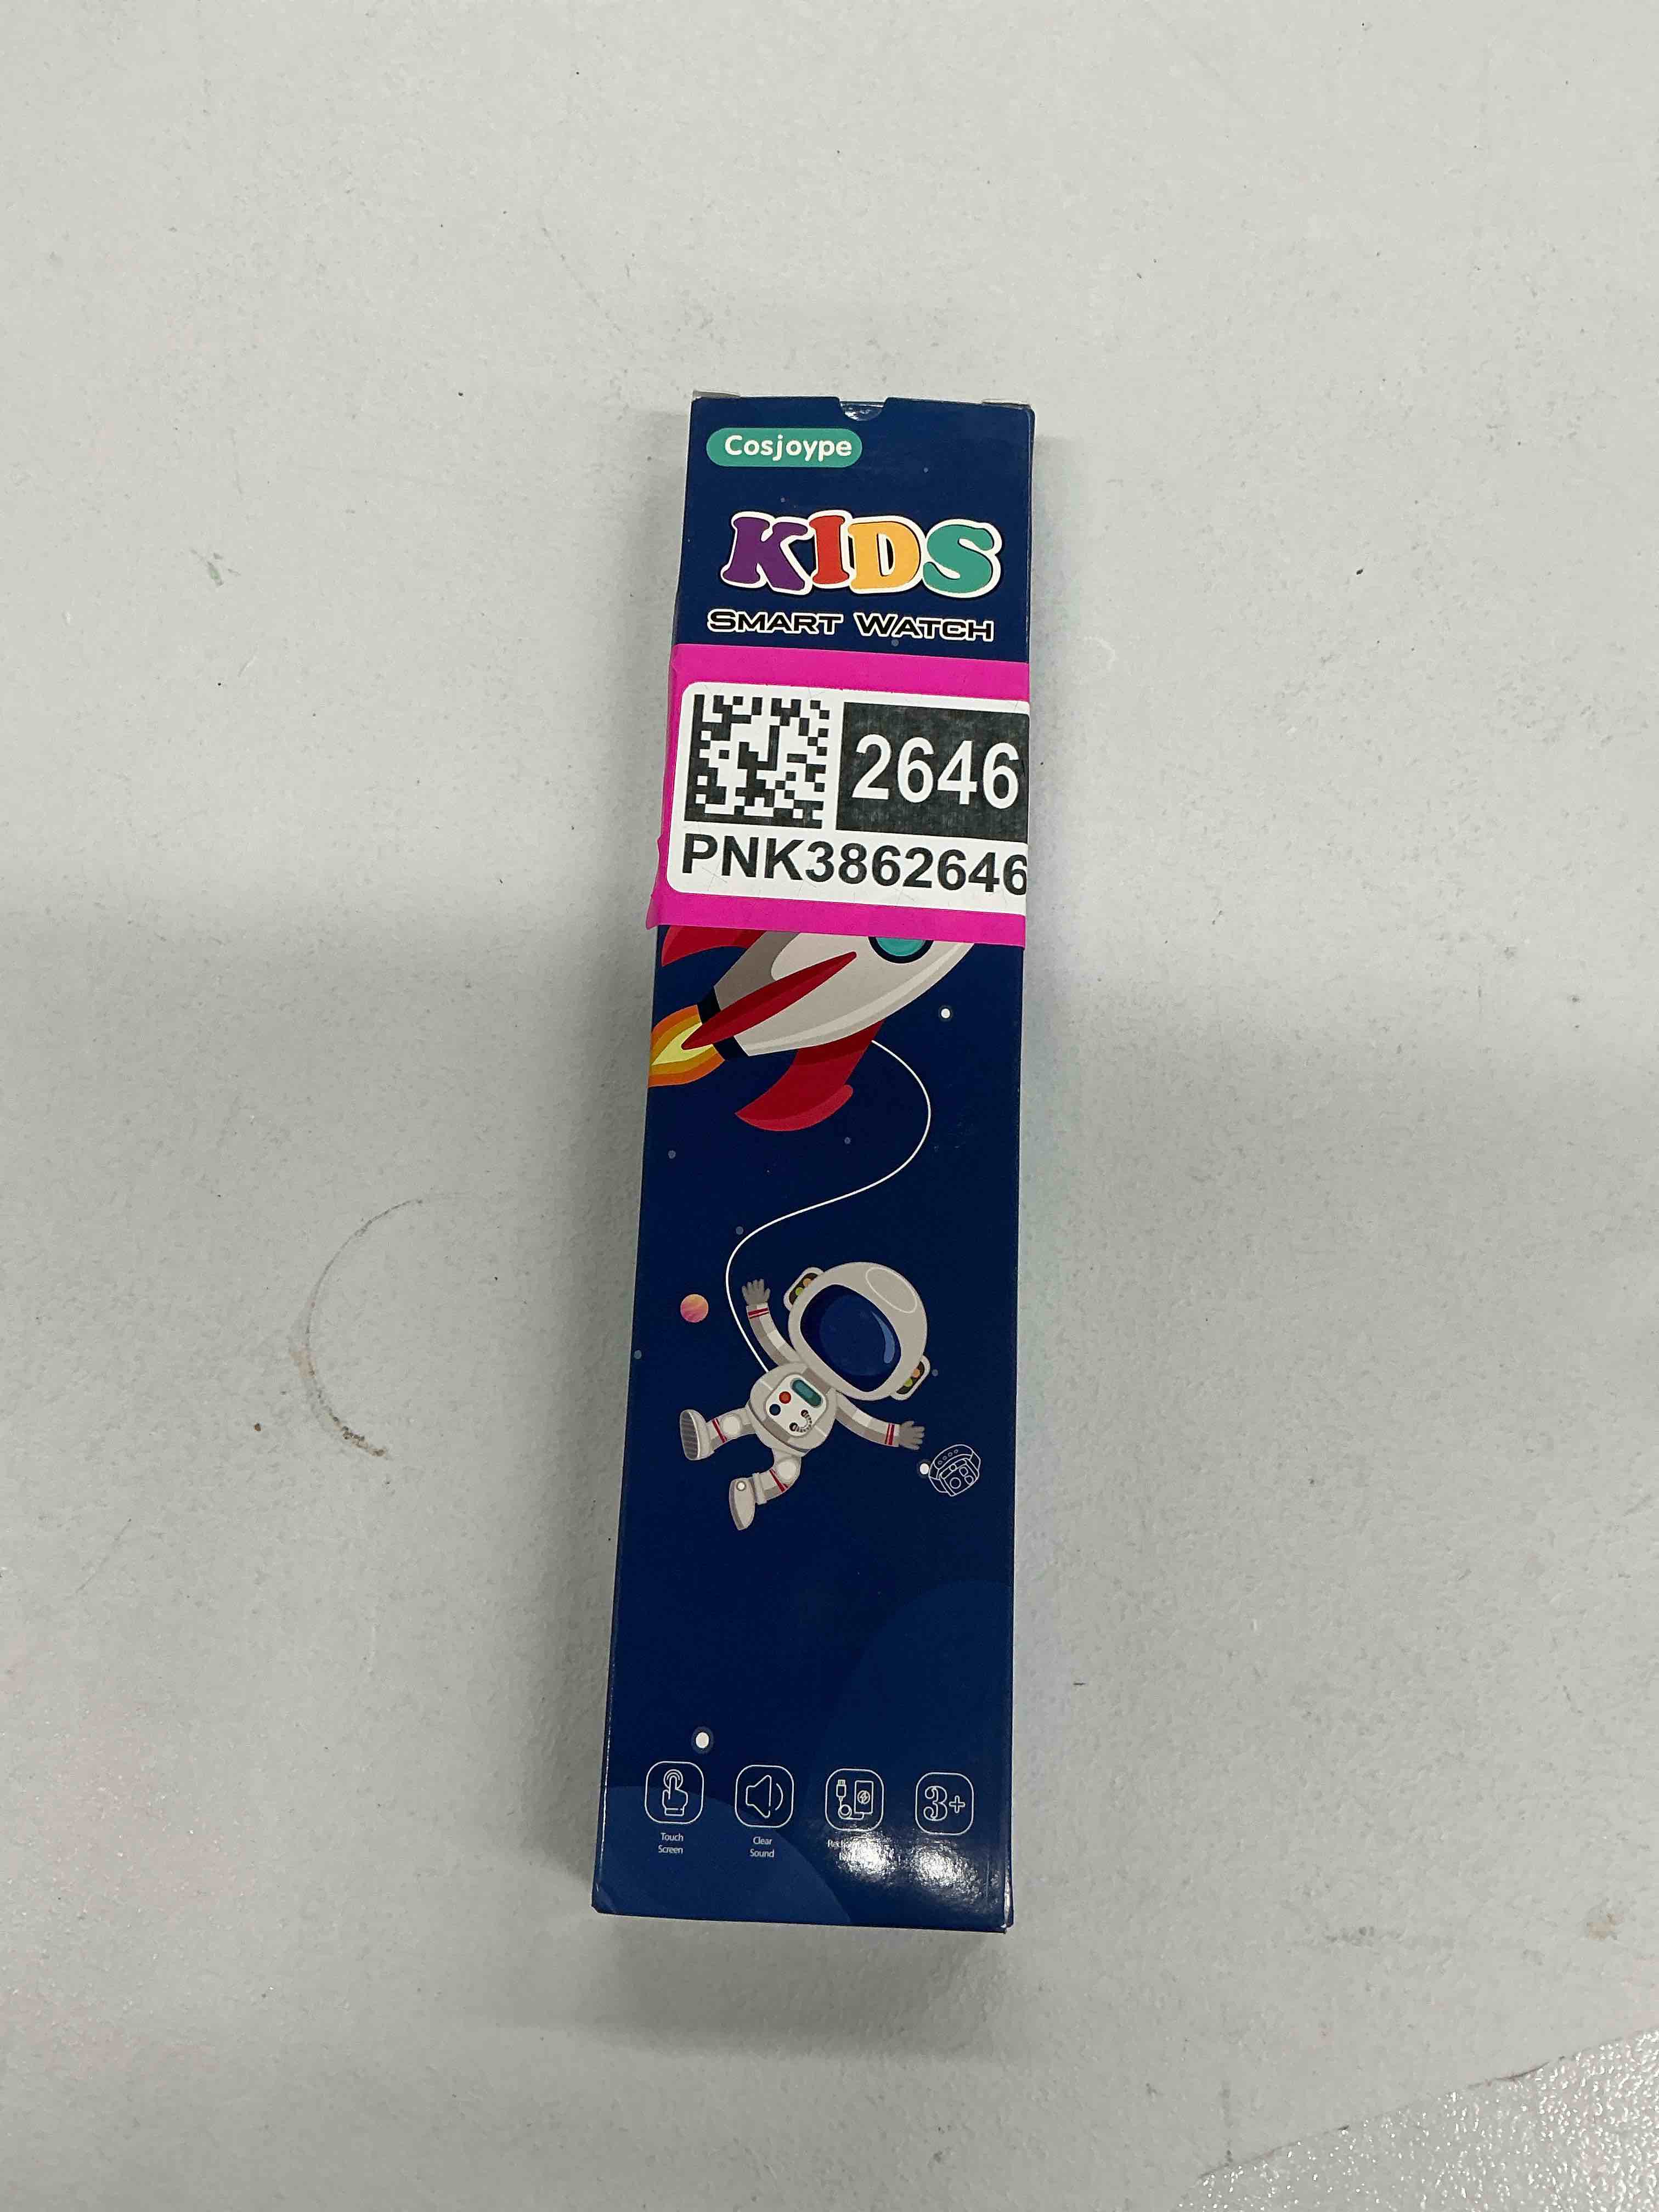 Cosjoype
KIDS
SMART WATCH
2646
PNK3862646
3+
Touch
Screen
Clear
Sound